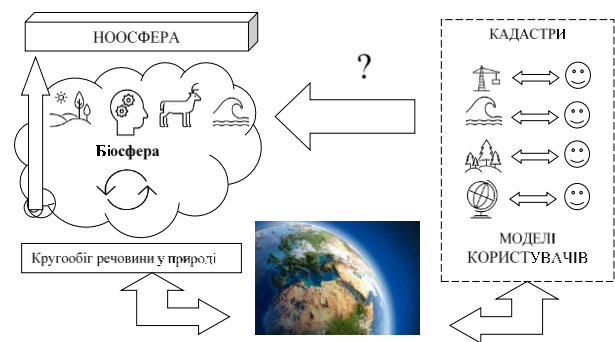 НООСФЕРА
Біосфера
Кругообіг речовини у природі
?
КАДАСТРИ
МОДЕЛІ
КОРИСТУВАЧІВ